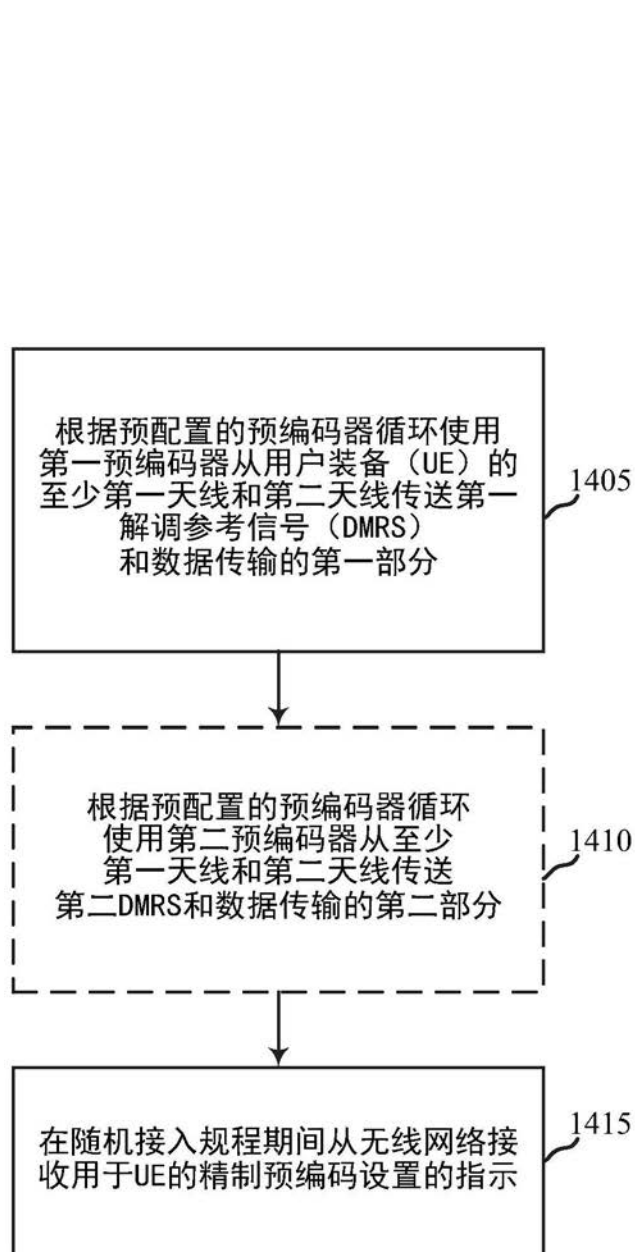 根据预配置的预编码器循环使用
第一预编码器从用户装备（UE）的
至少第一天线和第二天线传送第一
解调参考信号（DMRS）
和数据传输的第一部分
1405
根据预配置的预编码器循环
使用第二预编码器从至少
第一天线和第二天线传送
第二DMRS和数据传输的第二部分
1410
在随机接入规程期间从无线网络接
收用于UE的精制预编码设置的指示
1415